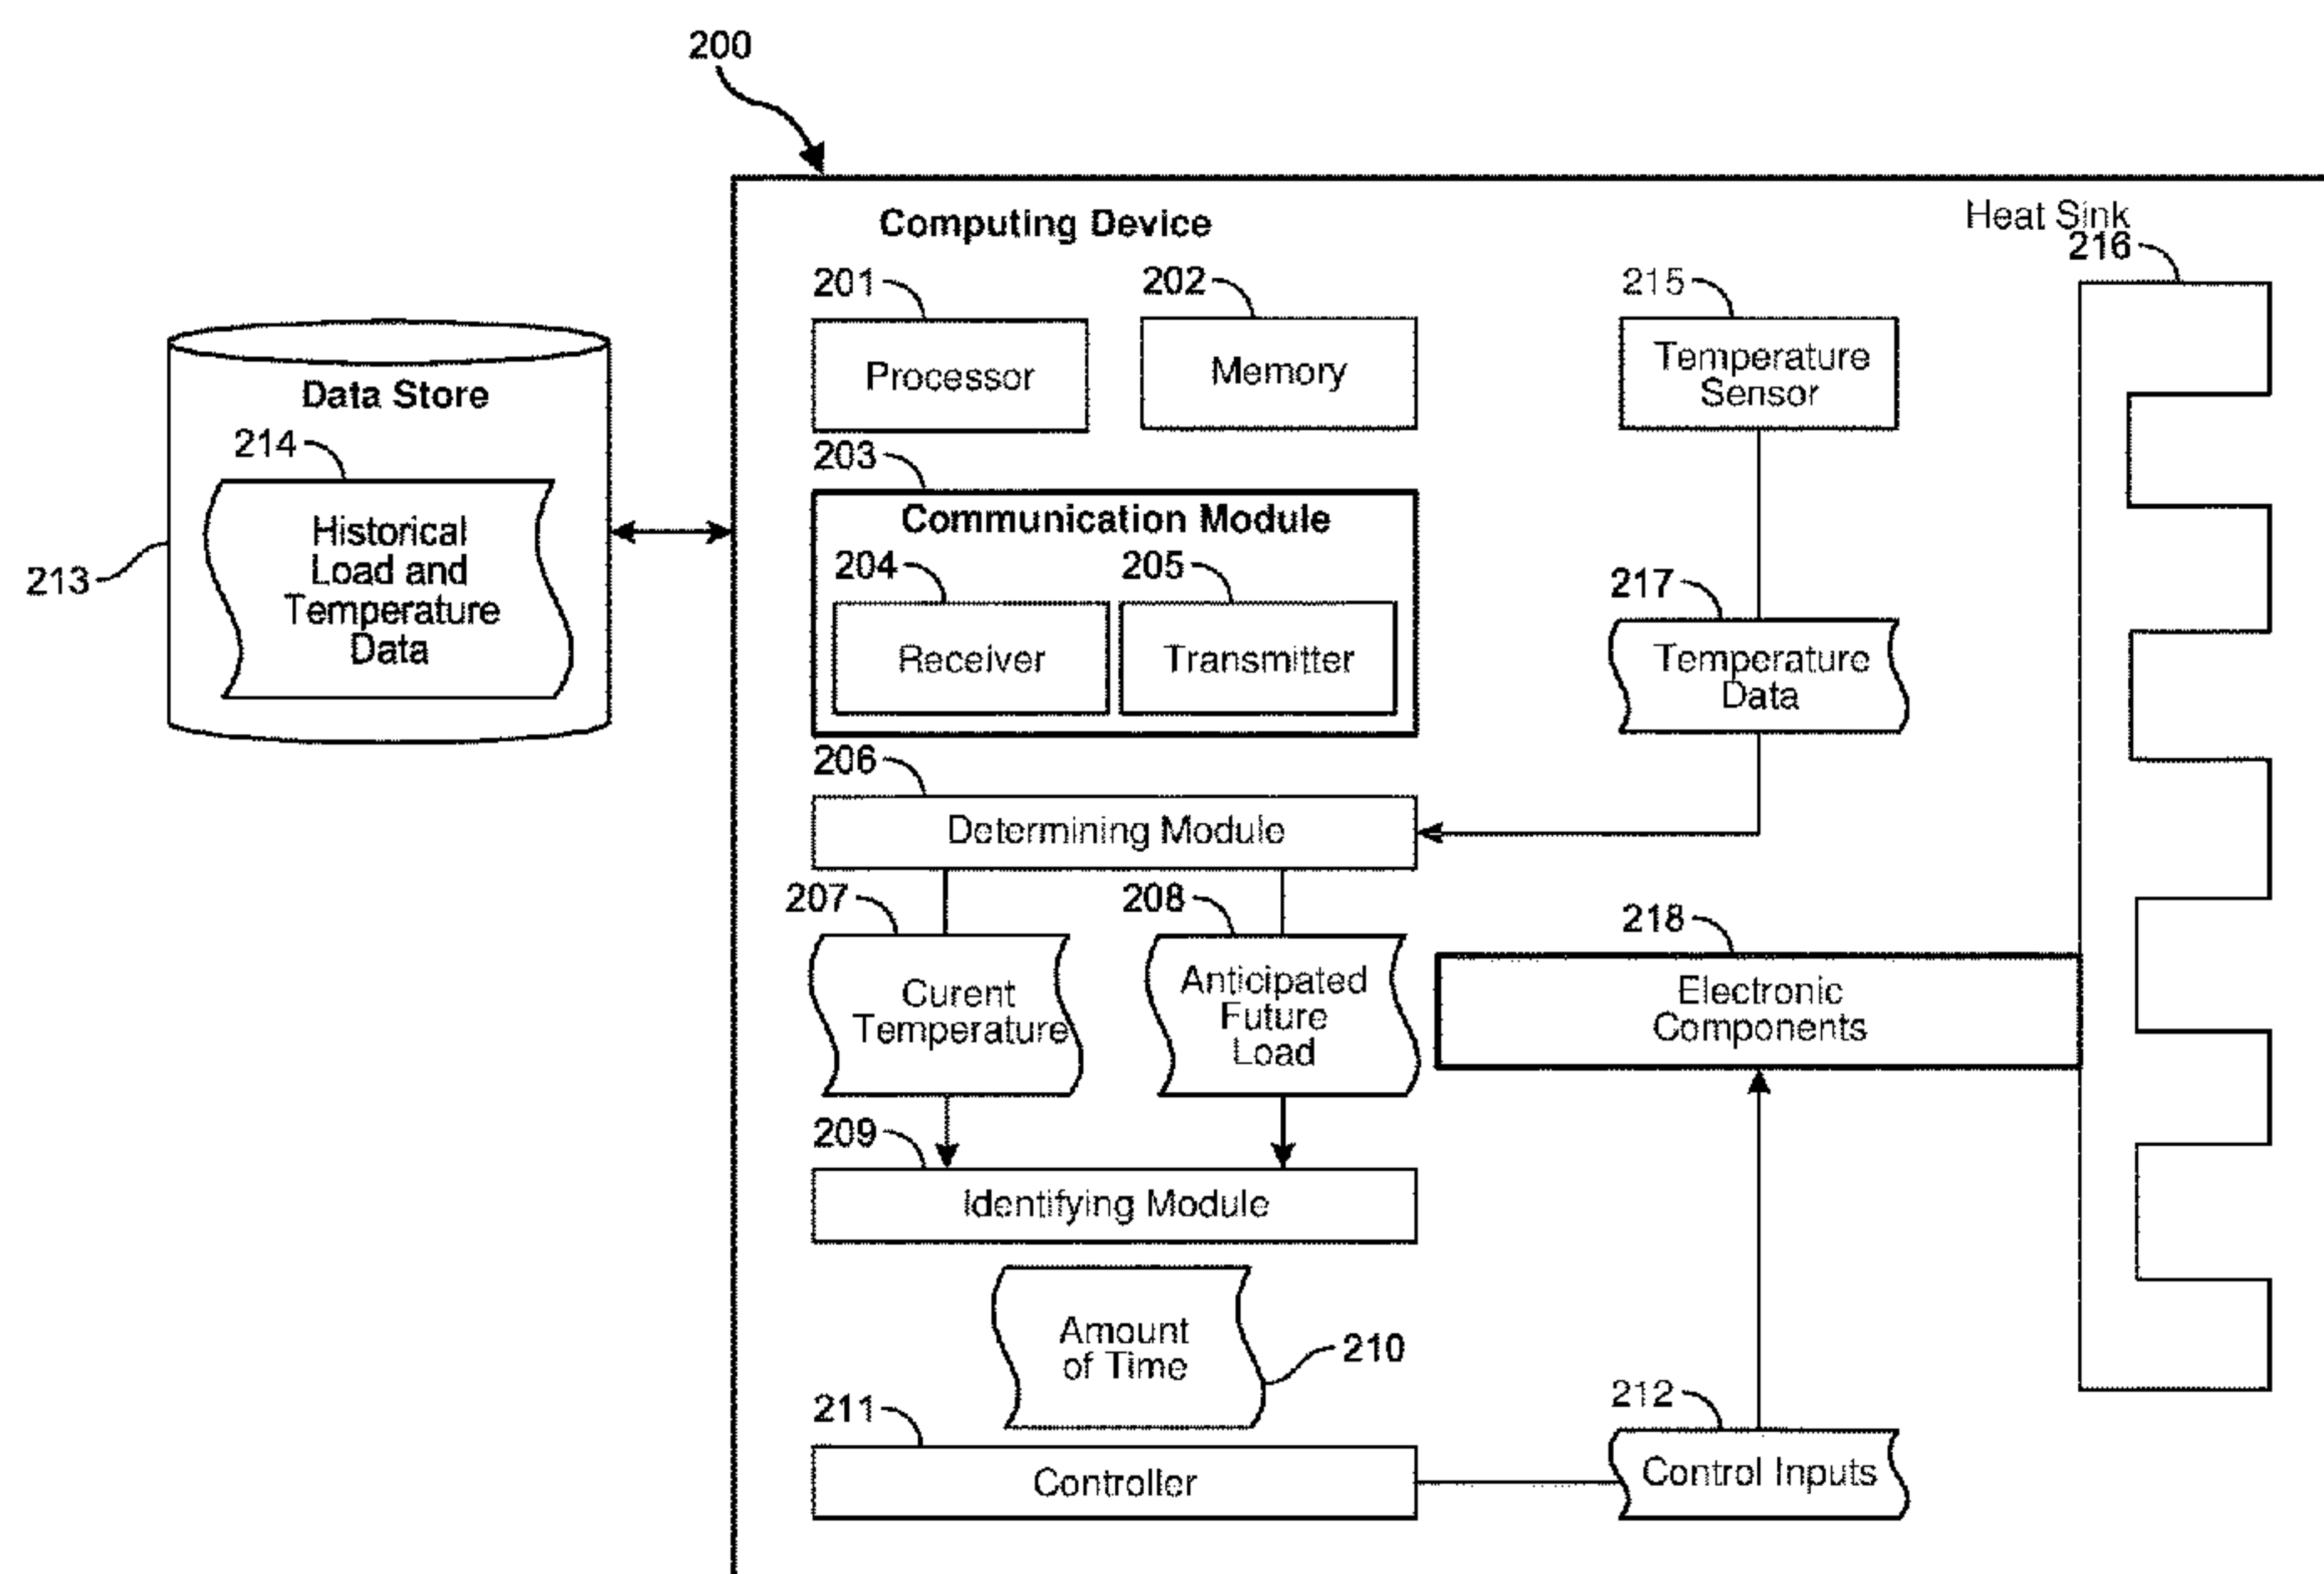 200
Computing Device
Heat Sink
216
201
202
215
Processor
Memory
Temperature
Sensor
Data Store
214
Historical
Load and
Temperature
Data
213
203
Communication Module
204
205
Receiver
Transmitter
217
Temperature
Data
206
Determining Module
207
208
Curent
Temperature
Anticipated
Future
Load
218
Electronic
Components
209
Identifying Module
Amount
of Time
210
211
Controller
212
Control Inputs